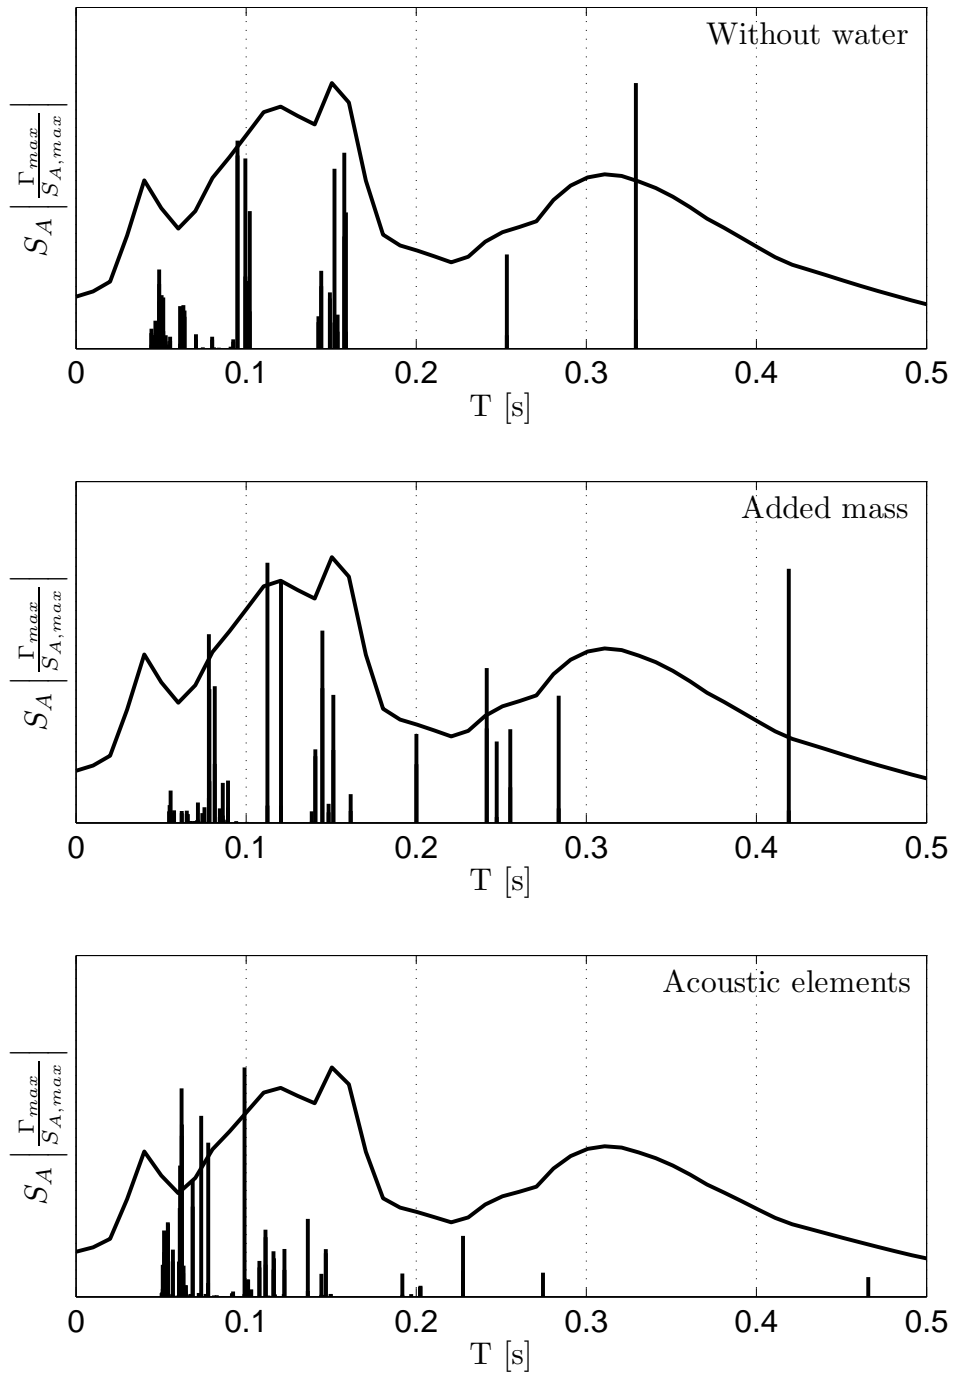 Without water
S_A |Γ_max / S_A,max|
0 0.1 0.2 0.3 0.4 0.5
T [s]
Added mass
S_A |Γ_max / S_A,max|
0 0.1 0.2 0.3 0.4 0.5
T [s]
Acoustic elements
S_A |Γ_max / S_A,max|
0 0.1 0.2 0.3 0.4 0.5
T [s]